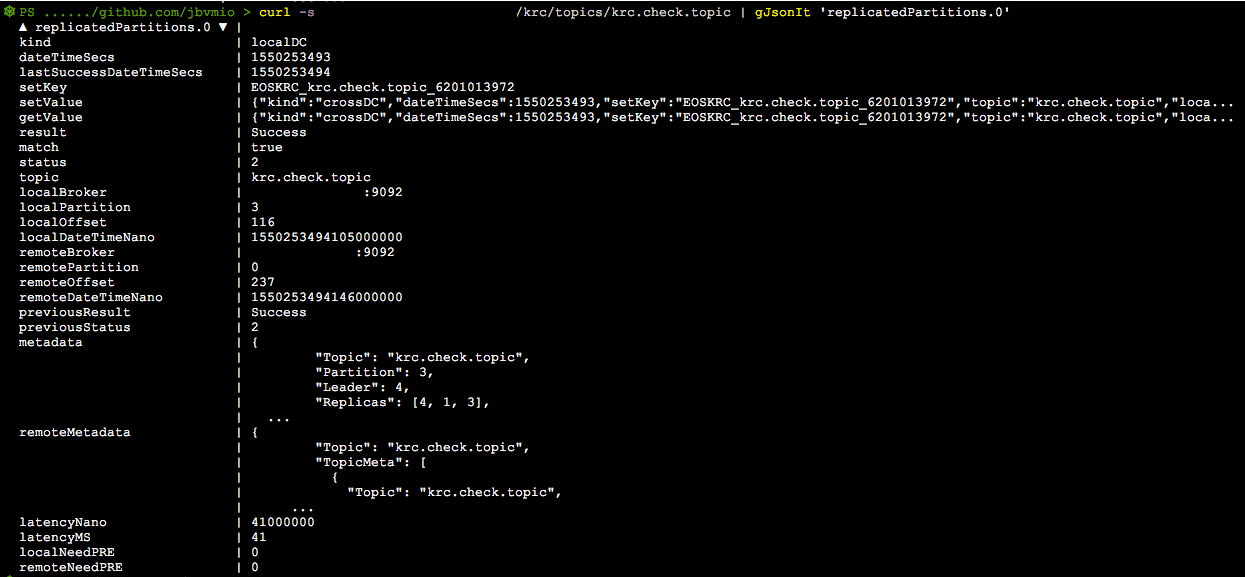 PS ....../github.com/jbvmio > curl -s /krc/topics/krc.check.topic | gJsonIt 'replicatedPartitions.0'
▲ replicatedPartitions.0 ▼ |
kind | localDC
dateTimeSecs | 1550253493
lastSuccessDateTimeSecs | 1550253494
setKey | EOSKRC_krc.check.topic_6201013972
setValue | {"kind":"crossDC","dateTimeSecs":1550253493,"setKey":"EOSKRC_krc.check.topic_6201013972","topic":"krc.check.topic","loca...
getValue | {"kind":"crossDC","dateTimeSecs":1550253493,"setKey":"EOSKRC_krc.check.topic_6201013972","topic":"krc.check.topic","loca...
result | Success
match | true
status | 2
topic | krc.check.topic
localBroker | :9092
localPartition | 3
localOffset | 116
localDateTimeNano | 1550253494105000000
remoteBroker | :9092
remotePartition | 0
remoteOffset | 237
remoteDateTimeNano | 1550253494146000000
previousResult | Success
previousStatus | 2
metadata | {
| "Topic": "krc.check.topic",
| "Partition": 3,
| "Leader": 4,
| "Replicas": [4, 1, 3],
| ...
remoteMetadata | {
| "Topic": "krc.check.topic",
| "TopicMeta": [
| {
| "Topic": "krc.check.topic",
| ...
latencyNano | 41000000
latencyMS | 41
localNeedPRE | 0
remoteNeedPRE | 0